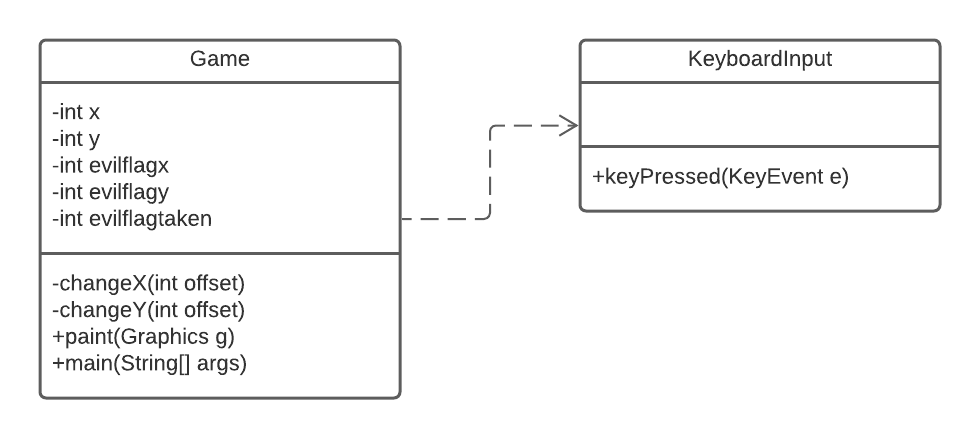 Game
-int x
-int y
-int evilflagx
-int evilflagy
-int evilflagtaken
-changeX(int offset)
-changeY(int offset)
+paint(Graphics g)
+main(String[] args)
KeyboardInput
+keyPressed(KeyEvent e)